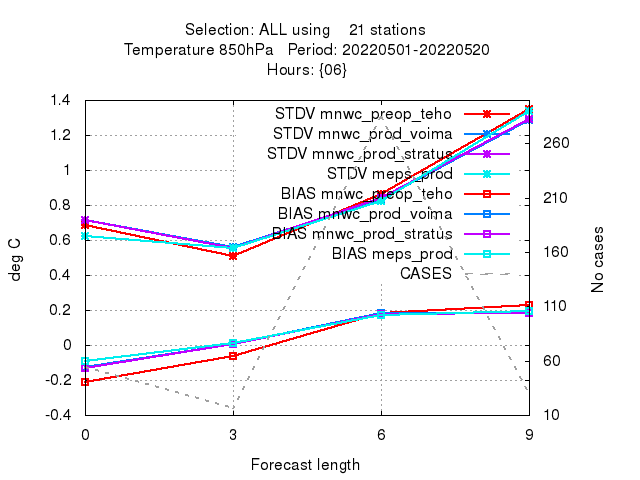 Selection: ALL using 21 stations
Temperature 850hPa Period: 20220501-20220520
Hours: {06}
STDV mnwc_preop_teho
STDV mnwc_prod_voima
STDV mnwc_prod_stratus
STDV meps_prod
BIAS mnwc_preop_teho
BIAS mnwc_prod_voima
BIAS mnwc_prod_stratus
BIAS meps_prod
CASES
1.4
1.2
1
0.8
0.6
0.4
0.2
0
-0.2
-0.4
deg C
260
210
160
110
60
10
No cases
0 3 6 9
Forecast length